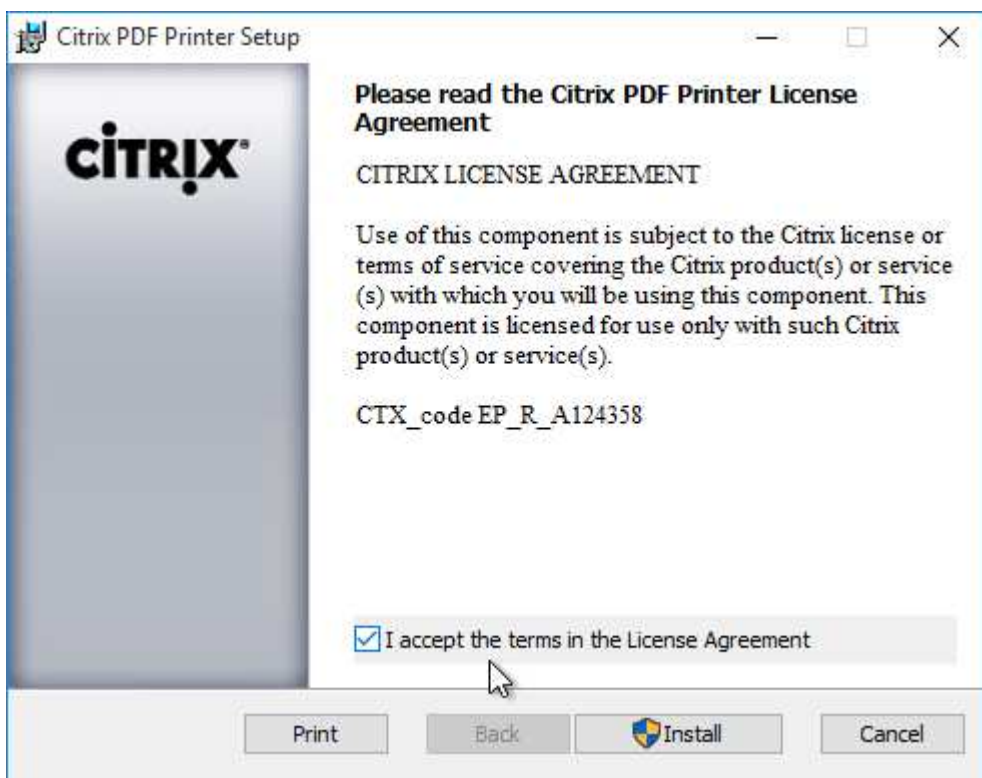 Citrix PDF Printer Setup
CiTRIX®
Please read the Citrix PDF Printer License
Agreement
CITRIX LICENSE AGREEMENT
Use of this component is subject to the Citrix license or
terms of service covering the Citrix product(s) or service
(s) with which you will be using this component. This
component is licensed for use only with such Citrix
product(s) or service(s).
CTX_code EP_R_A124358
I accept the terms in the License Agreement
Print
Back
Install
Cancel